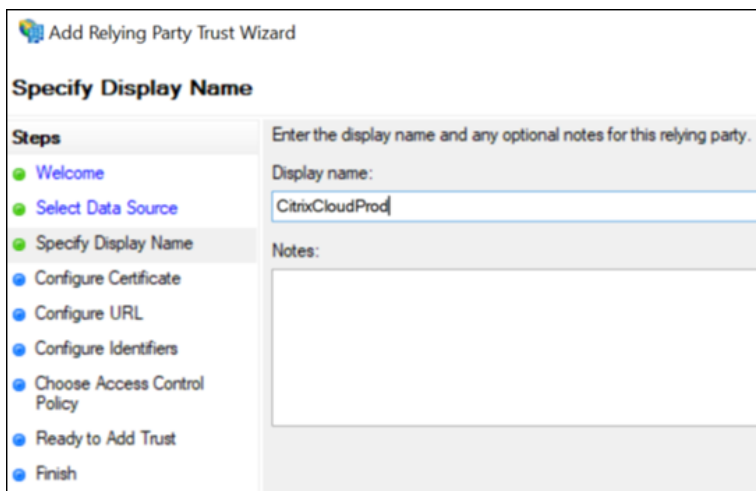 Add Relying Party Trust Wizard
Specify Display Name
Steps
Welcome
Select Data Source
Specify Display Name
Configure Certificate
Configure URL
Configure Identifiers
Choose Access Control
Policy
Ready to Add Trust
Finish
Enter the display name and any optional notes for this relying party.
Display name:
CitrixCloudProd
Notes: